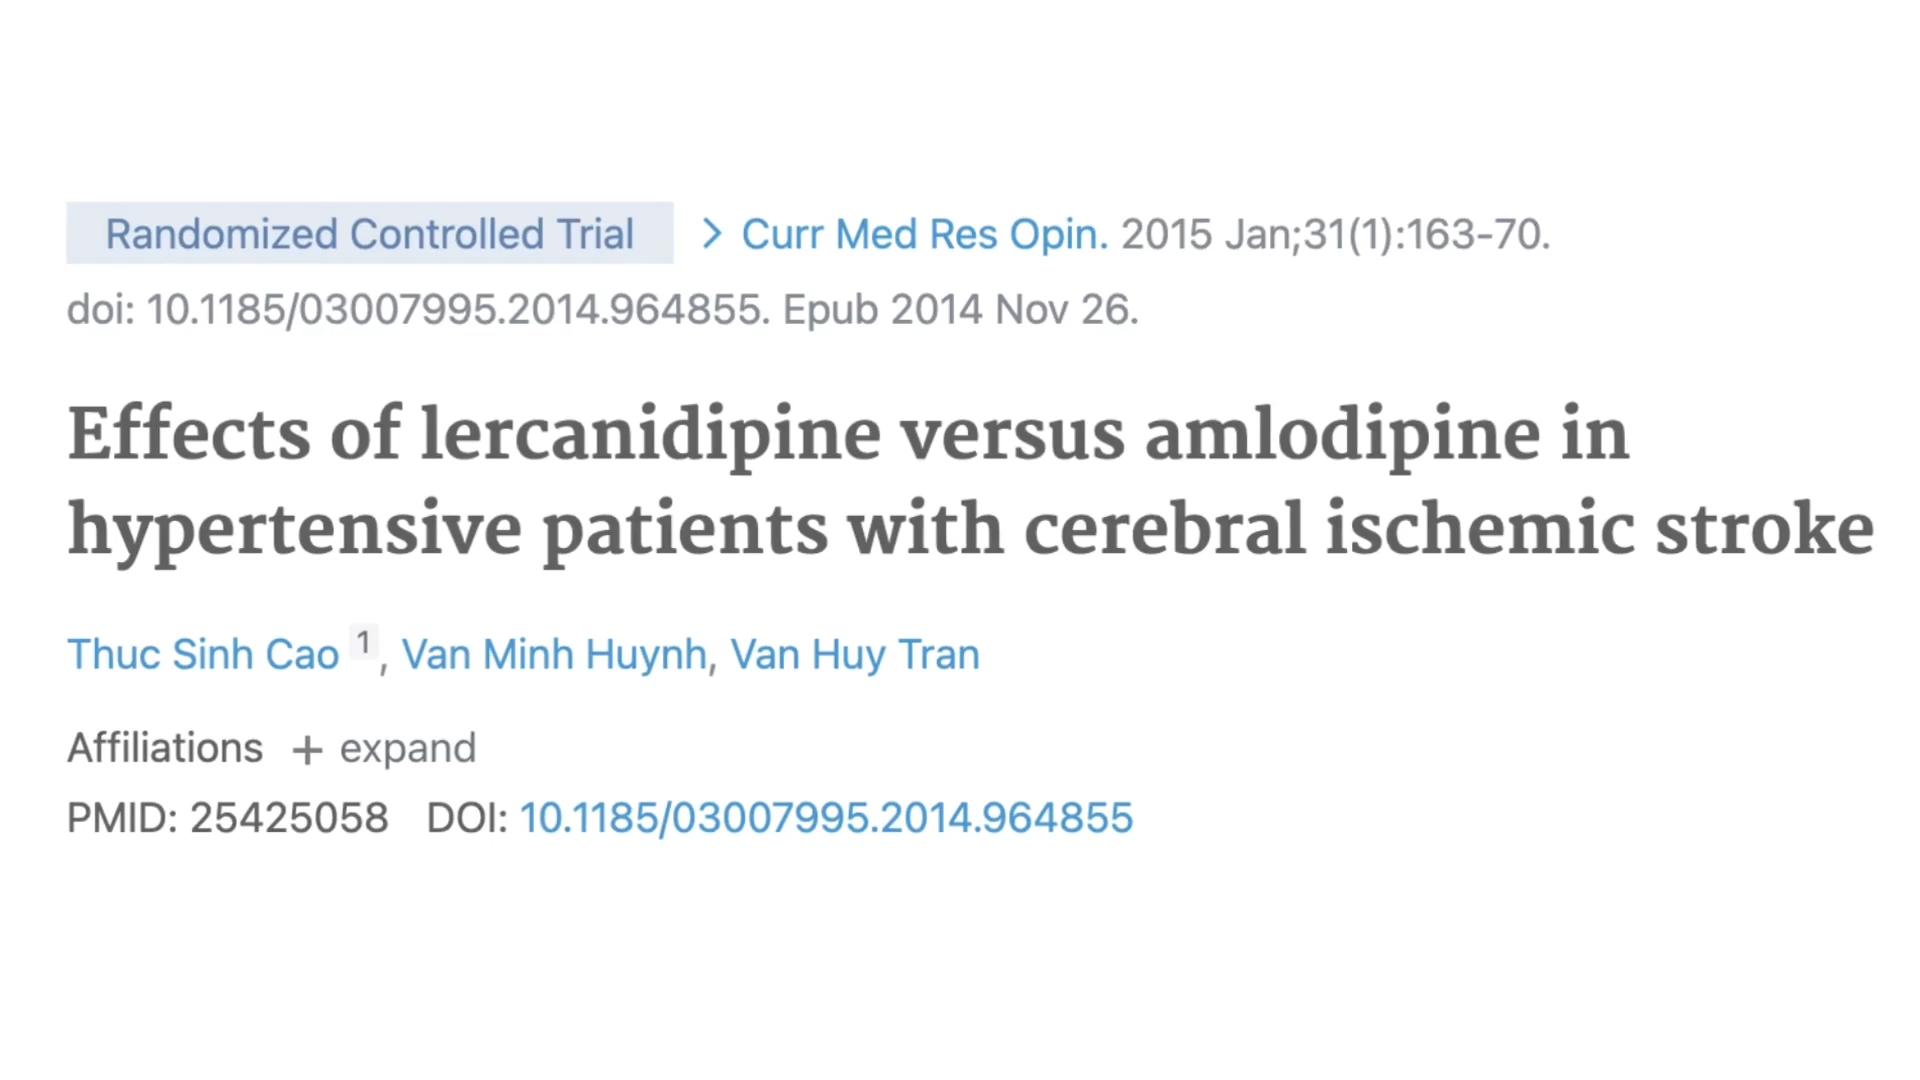 Randomized Controlled Trial > Curr Med Res Opin. 2015 Jan;31(1):163-70.
doi: 10.1185/03007995.2014.964855. Epub 2014 Nov 26.
Effects of lercanidipine versus amlodipine in
hypertensive patients with cerebral ischemic stroke
Thuc Sinh Cao 1, Van Minh Huynh, Van Huy Tran
Affiliations + expand
PMID: 25425058 DOI: 10.1185/03007995.2014.964855